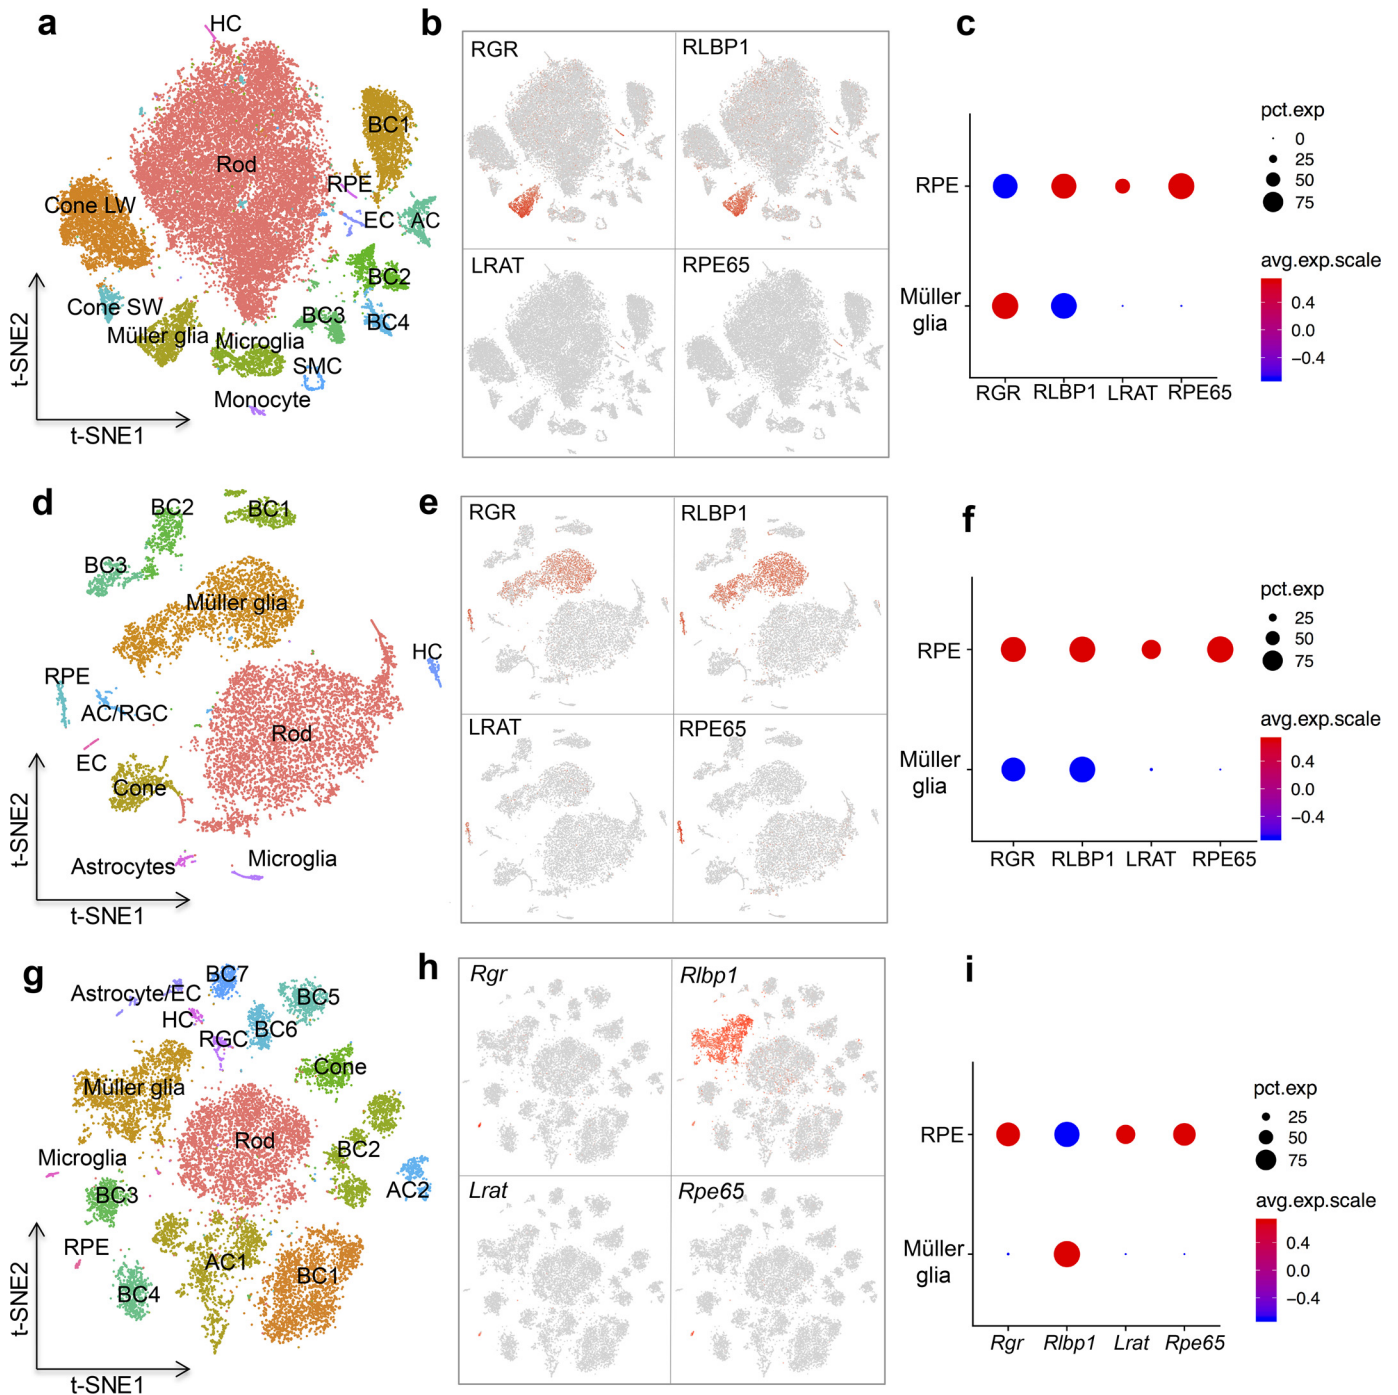 a
HC
BC1
Rod
RPE
Cone LW
EC
AC
BC2
Cone SW
BC3
BC4
Müller glia
Microglia
SMC
Monocyte
t-SNE2
t-SNE1
b
RGR
RLBP1
LRAT
RPE65
c
RPE
Müller
glia
RGR
RLBP1
LRAT
RPE65
pct.exp
0
25
50
75
avg.exp.scale
0.4
0.0
−0.4
d
BC2
BC1
BC3
Müller glia
HC
RPE
AC/RGC
Rod
EC
Cone
Astrocytes
Microglia
t-SNE2
t-SNE1
e
RGR
RLBP1
LRAT
RPE65
f
RPE
Müller
glia
RGR
RLBP1
LRAT
RPE65
pct.exp
25
50
75
avg.exp.scale
0.4
0.0
−0.4
g
BC7
Astrocyte/EC
BC5
HC
BC6
RGC
Cone
Müller glia
Rod
BC2
Microglia
AC2
BC3
RPE
AC1
BC1
BC4
t-SNE2
t-SNE1
h
Rgr
Rlbp1
Lrat
Rpe65
i
RPE
Müller
glia
Rgr
Rlbp1
Lrat
Rpe65
pct.exp
25
50
75
avg.exp.scale
0.4
0.0
−0.4